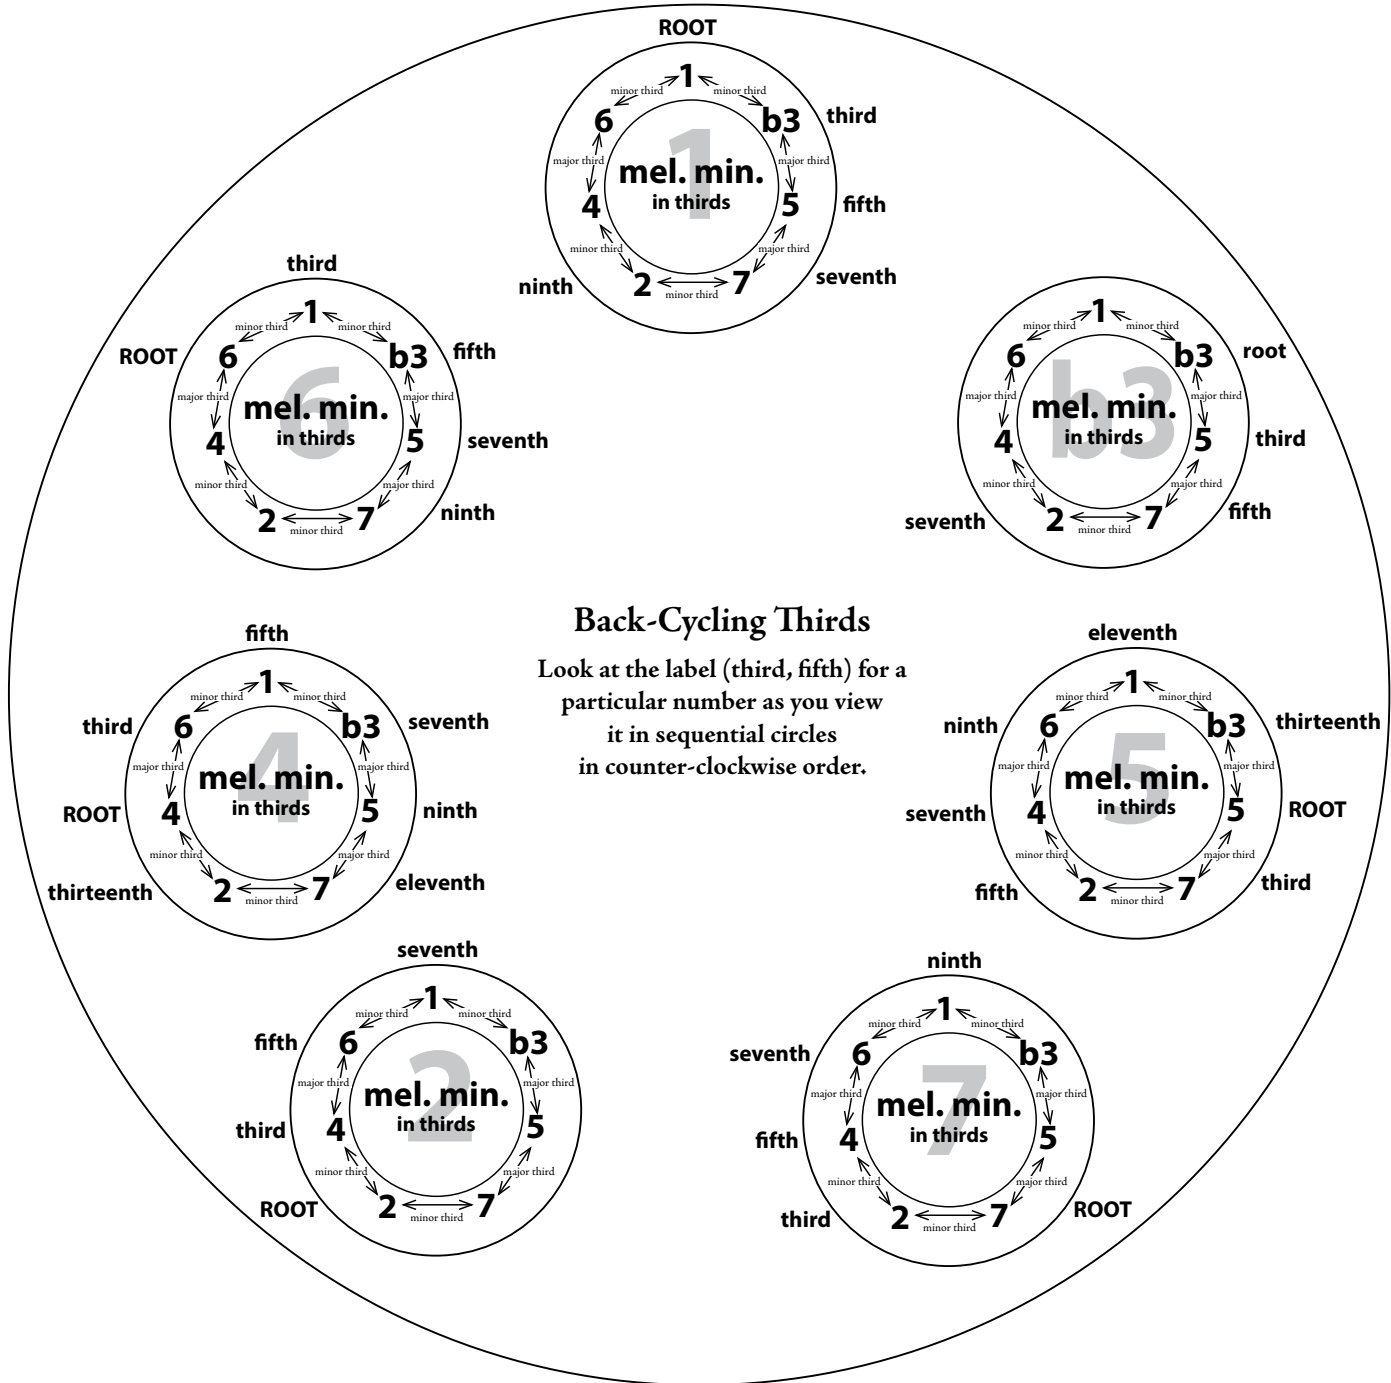 ROOT
1
minor third
minor third
6
b3
third
major third
major third
1
mel. min.
in thirds
4
5
fifth
minor third
major third
2
7
minor third
ninth
seventh
third
1
minor third
minor third
ROOT
6
b3
fifth
major third
major third
6
mel. min.
in thirds
4
5
seventh
minor third
major third
2
7
minor third
ninth
1
minor third
minor third
6
b3
root
major third
major third
b3
mel. min.
in thirds
4
5
third
minor third
major third
seventh
2
7
minor third
fifth
Back-Cycling Thirds
Look at the label (third, fifth) for a
particular number as you view
it in sequential circles
in counter-clockwise order.
fifth
1
minor third
minor third
third
6
b3
seventh
major third
major third
4
mel. min.
in thirds
ROOT
4
5
ninth
minor third
major third
thirteenth
2
7
minor third
eleventh
eleventh
1
minor third
minor third
ninth
6
b3
thirteenth
major third
major third
5
mel. min.
in thirds
seventh
4
5
ROOT
minor third
major third
fifth
2
7
minor third
third
seventh
1
minor third
minor third
fifth
6
b3
major third
major third
2
mel. min.
in thirds
third
4
5
minor third
major third
ROOT
2
7
minor third
ninth
1
minor third
minor third
seventh
6
b3
major third
major third
7
mel. min.
in thirds
fifth
4
5
minor third
major third
third
2
7
minor third
ROOT